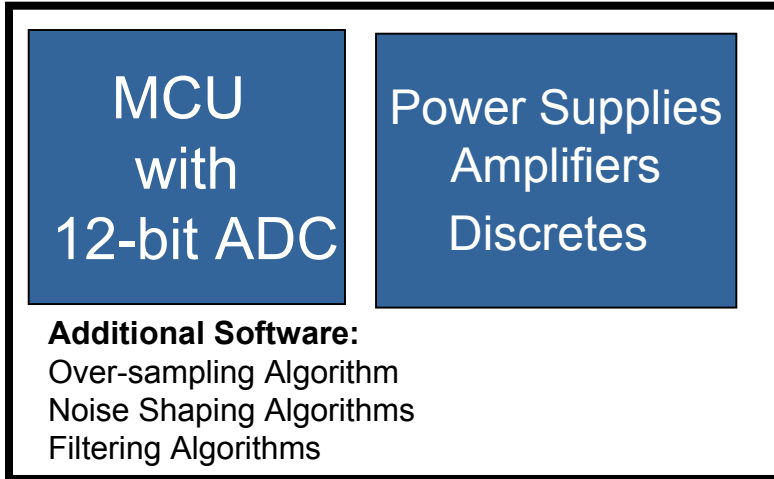 MCU
with
12-bit ADC
Power Supplies
Amplifiers
Discretes
Additional Software:
Over-sampling Algorithm
Noise Shaping Algorithms
Filtering Algorithms